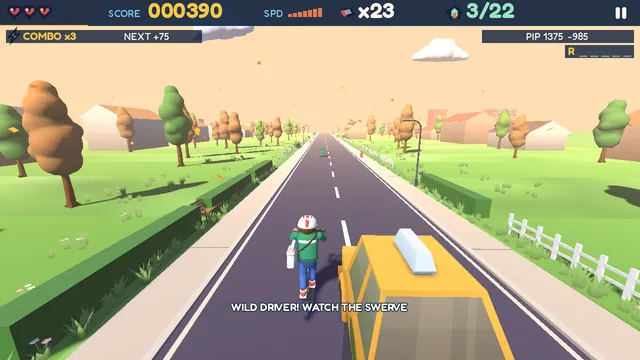 SCORE 000390
SPD
x23
3/22
COMBO x3
NEXT +75
PIP 1375 -985
R _ _ _ _ _
WILD DRIVER! WATCH THE SWERVE